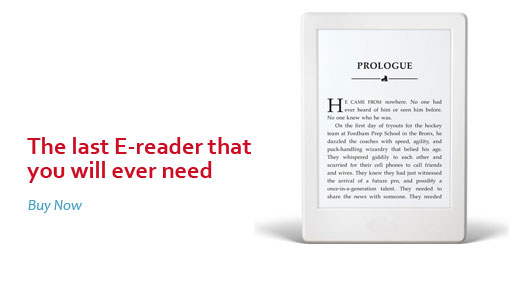 PROLOGUE
HE CAME FROM nowhere. No one had
ever heard of him or seen him before.
No one knew who he was.
On the first day of tryouts for the hockey
team at Fordham Prep School in the Bronx, he
dazzled the coaches with speed, agility, and
puck-handling wizardry that belied his age.
They whispered giddily to each other and
scurried for their cell phones to call friends
and wives. They knew they had just witnessed
the arrival of a future pro, and possibly a
once-in-a-generation talent. They needed to
share the news with someone. They needed
The last E-reader that
you will ever need
Buy Now